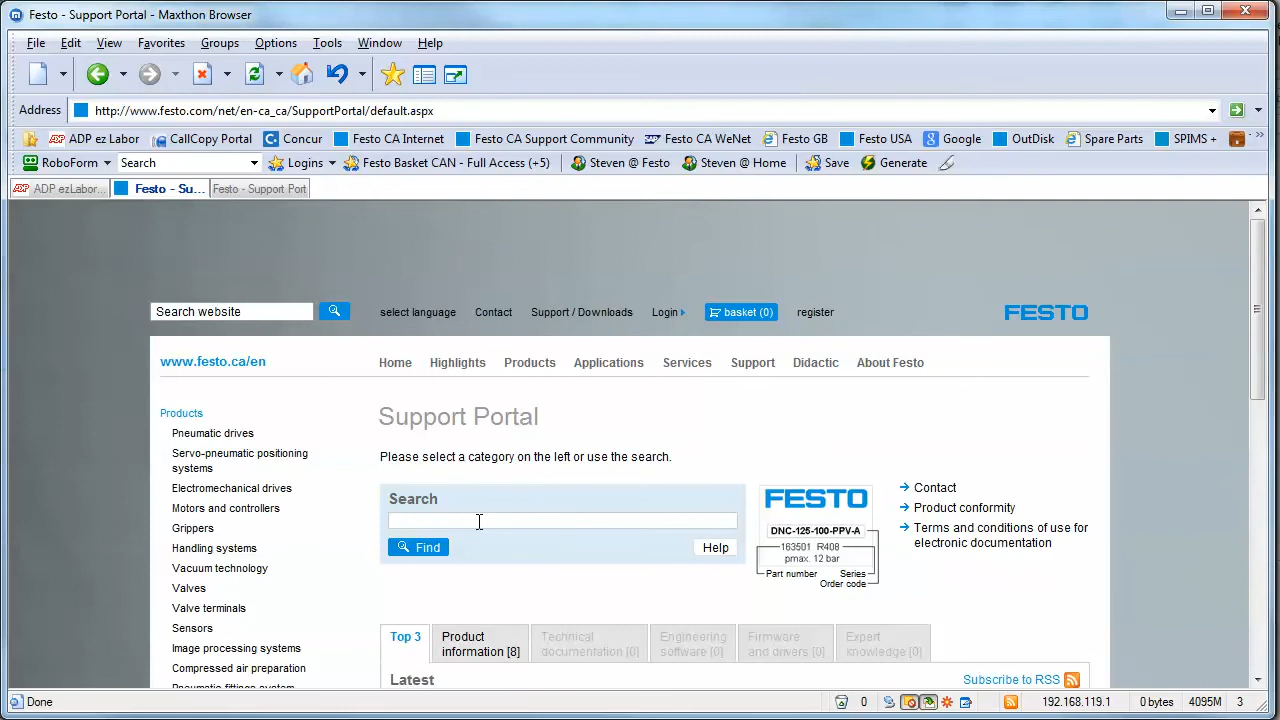 Festo - Support Portal - Maxthon Browser
File Edit View Favorites Groups Options Tools Window Help
Address http://www.festo.com/net/en-ca_ca/SupportPortal/default.aspx
ADP ez Labor CallCopy Portal Concur Festo CA Internet Festo CA Support Community Festo CA WeNet Festo GB Festo USA Google OutDisk Spare Parts SPIMS +
RoboForm Search Logins Festo Basket CAN - Full Access (+5) Steven @ Festo Steven @ Home Save Generate
ADP ezLabor... Festo - Su... Festo - Support Port
Search website select language Contact Support / Downloads Login basket (0) register FESTO
www.festo.ca/en Home Highlights Products Applications Services Support Didactic About Festo
Products
Pneumatic drives
Servo-pneumatic positioning
systems
Electromechanical drives
Motors and controllers
Grippers
Handling systems
Vacuum technology
Valves
Valve terminals
Sensors
Image processing systems
Compressed air preparation
Pneumatic fittings system
Support Portal
Please select a category on the left or use the search.
Search
Find Help
FESTO
DNC-125-100-PPV-A
163501 R408
pmax. 12 bar
Part number Series
Order code
Contact
Product conformity
Terms and conditions of use for
electronic documentation
Top 3
Product
information [8]
Technical
documentation [0]
Engineering
software [0]
Firmware
and drivers [0]
Expert
knowledge [0]
Latest Subscribe to RSS
Done 0 192.168.119.1 0 bytes 4095M 3